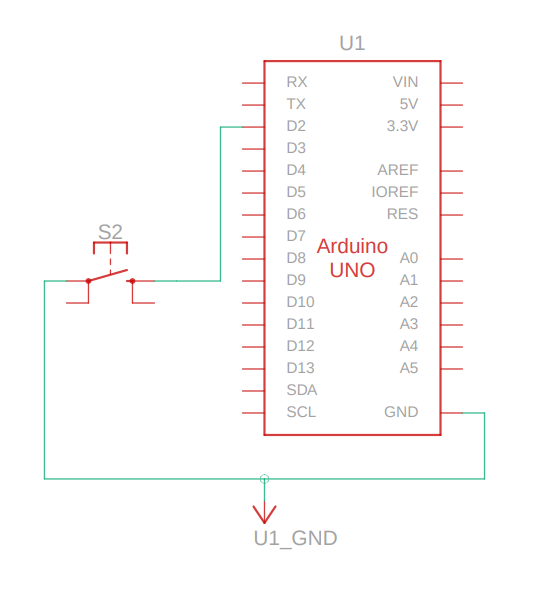 U1
RX
VIN
TX
5V
D2
3.3V
D3
D4
AREF
D5
IOREF
D6
RES
S2
D7
Arduino
UNO
D8
A0
D9
A1
D10
A2
D11
A3
D12
A4
D13
A5
SDA
SCL
GND
U1_GND